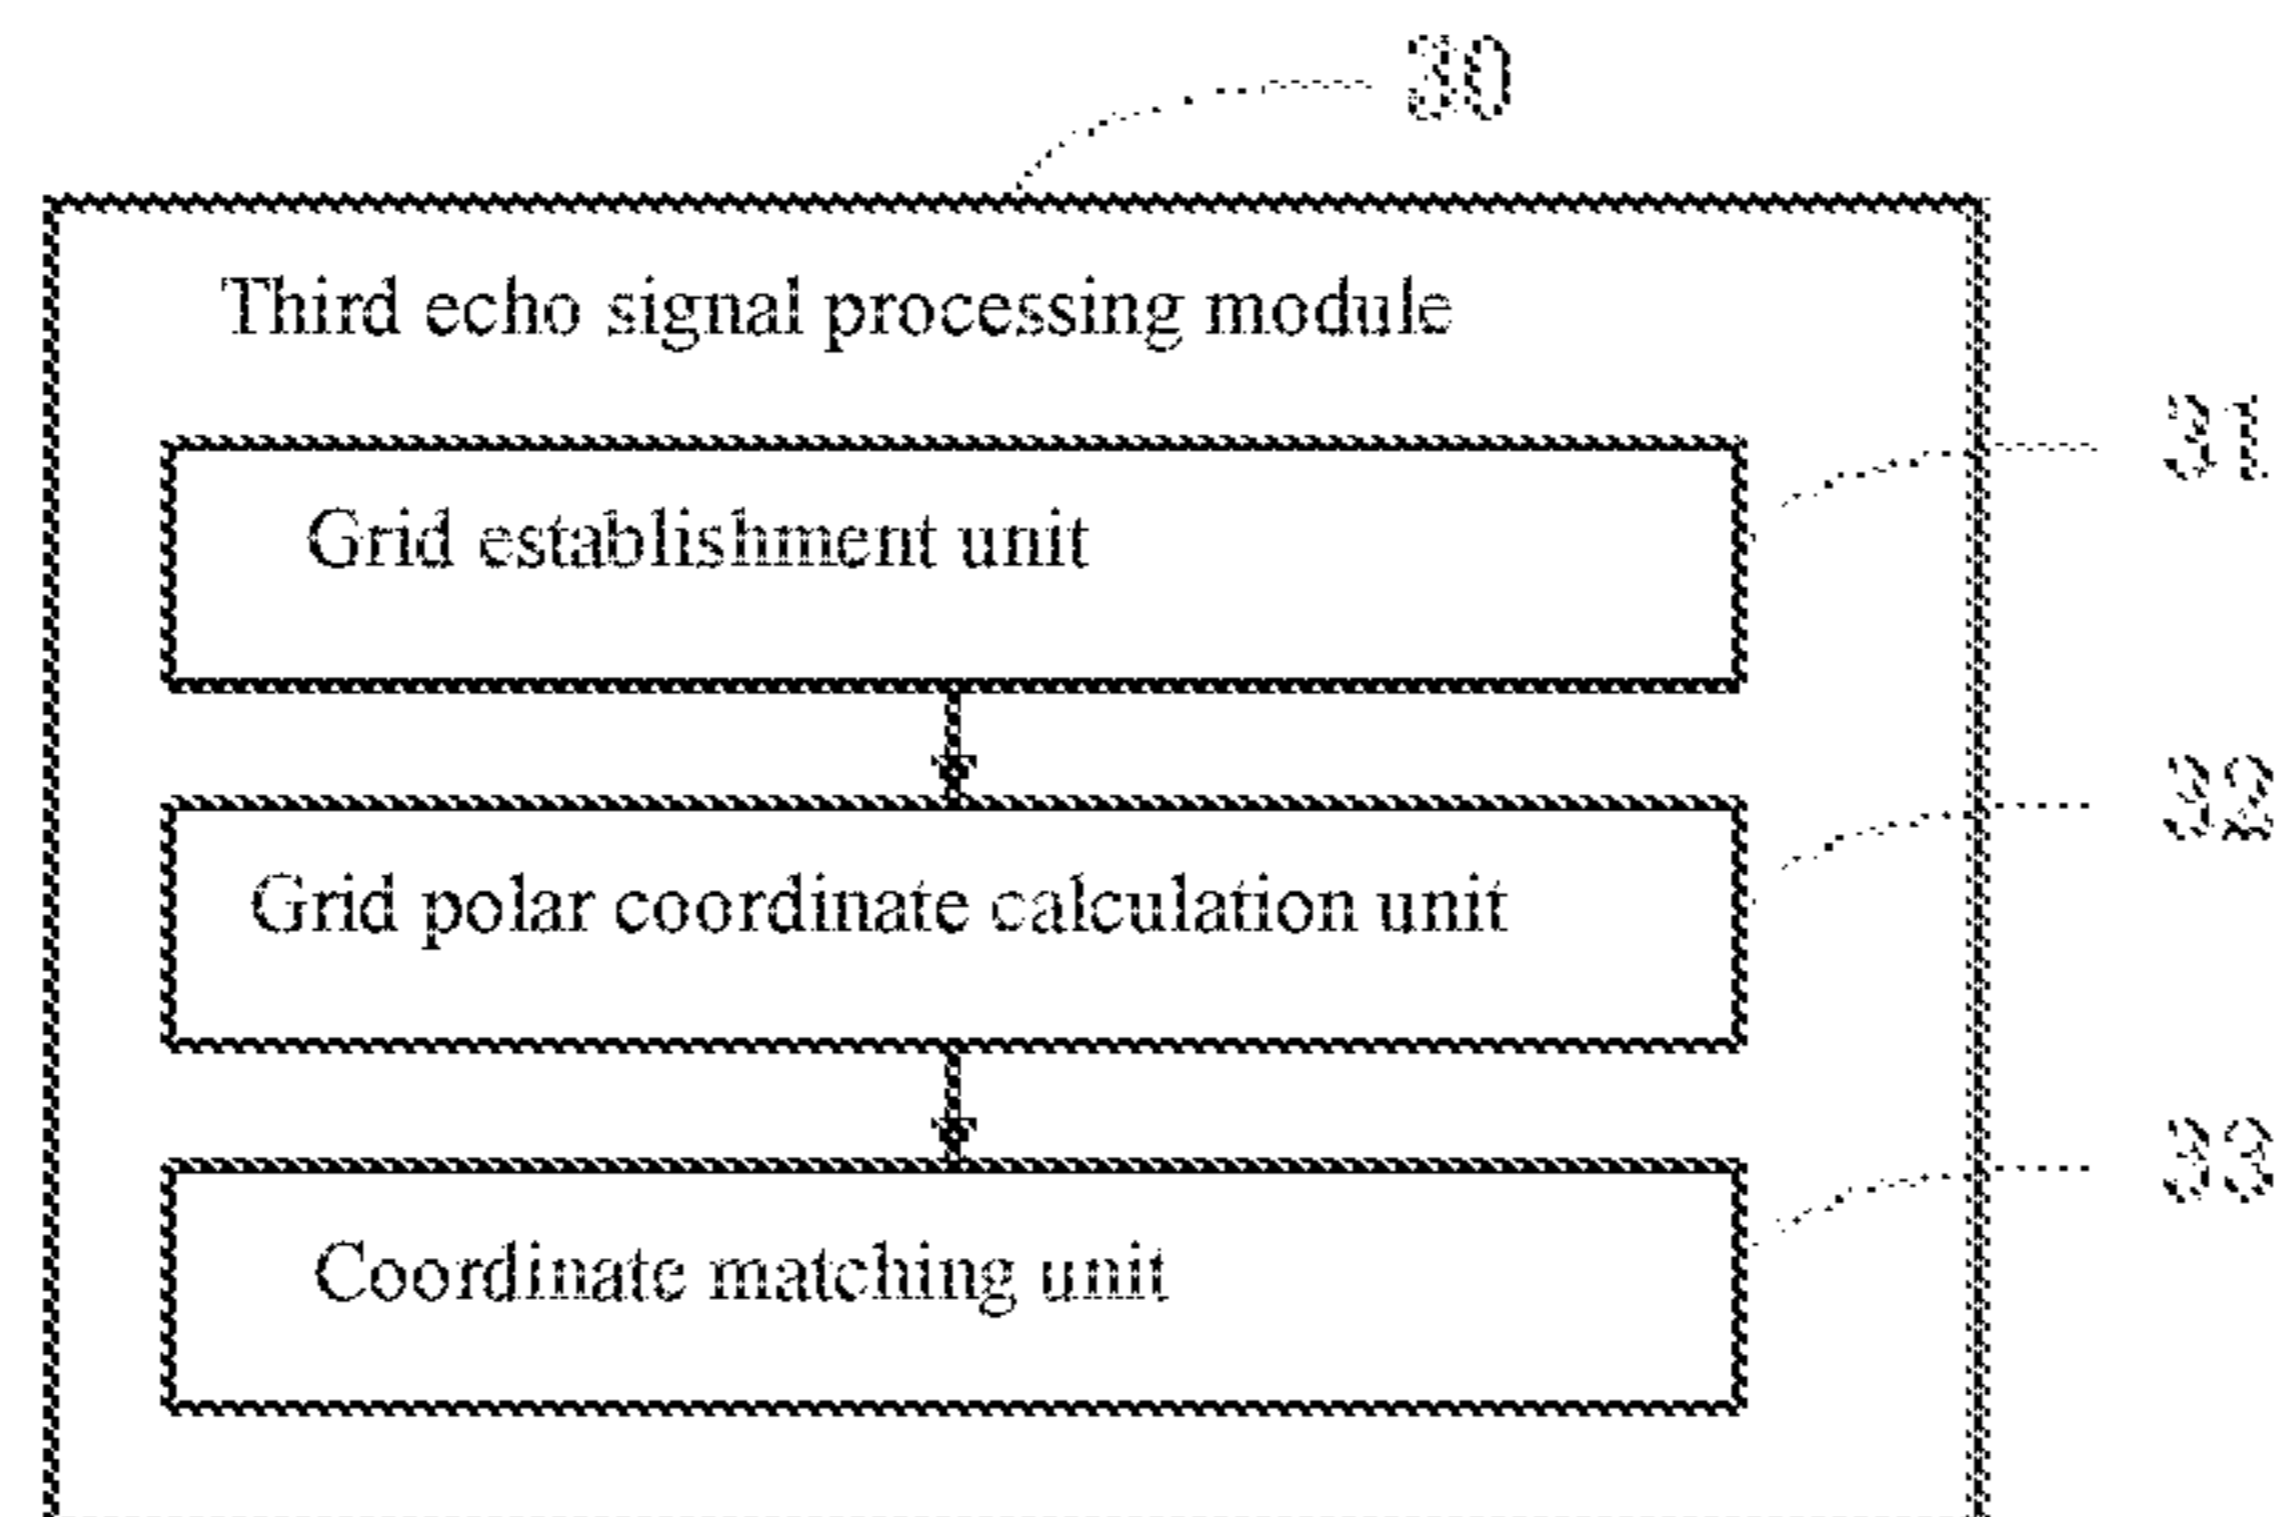 30
Third echo signal processing module
31
Grid establishment unit
32
Grid polar coordinate calculation unit
33
Coordinate matching unit